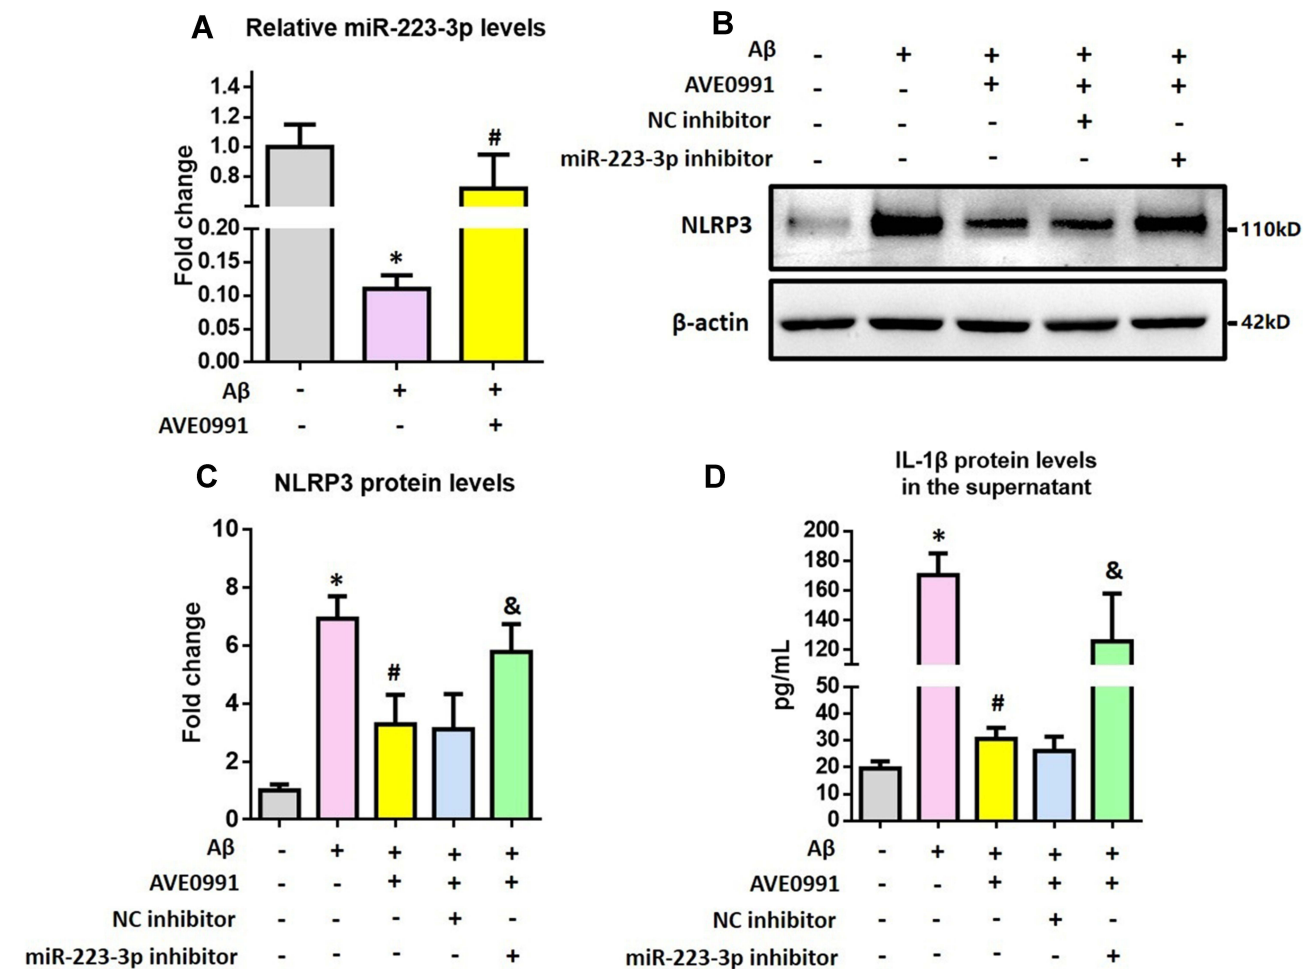 A Relative miR-223-3p levels
Fold change
1.4
1.2
1.0
0.8
0.20
0.15
0.10
0.05
0.00
*
#
Aβ - + +
AVE0991 - - +
B
Aβ - + + + +
AVE0991 - - + + +
NC inhibitor - - - + -
miR-223-3p inhibitor - - - - +
NLRP3 110kD
β-actin 42kD
C NLRP3 protein levels
Fold change
10
8
6
4
2
0
*
#
&
Aβ - + + + +
AVE0991 - - + + +
NC inhibitor - - - + -
miR-223-3p inhibitor - - - - +
D IL-1β protein levels
in the supernatant
pg/mL
200
180
160
140
120
50
40
30
20
10
0
*
#
&
Aβ - + + + +
AVE0991 - - + + +
NC inhibitor - - - + -
miR-223-3p inhibitor - - - - +